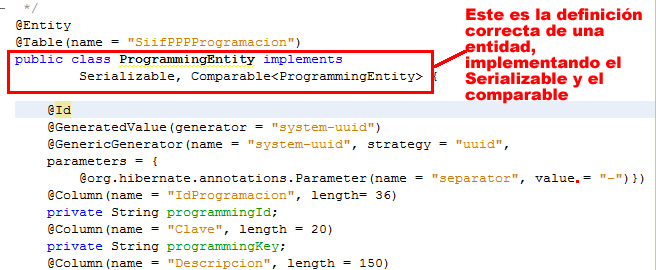 */
@Entity
@Table(name = "SiifPPPProgramacion")
public class ProgrammingEntity implements
Serializable, Comparable<ProgrammingEntity> {
@Id
@GeneratedValue(generator = "system-uuid")
@GenericGenerator(name = "system-uuid", strategy = "uuid",
parameters = {
@org.hibernate.annotations.Parameter(name = "separator", value = "-")})
@Column(name = "IdProgramacion", length= 36)
private String programmingId;
@Column(name = "Clave", length = 20)
private String programmingKey;
@Column(name = "Descripcion", length = 150)
Este es la definición
correcta de una
entidad,
implementando el
Serializable y el
comparable